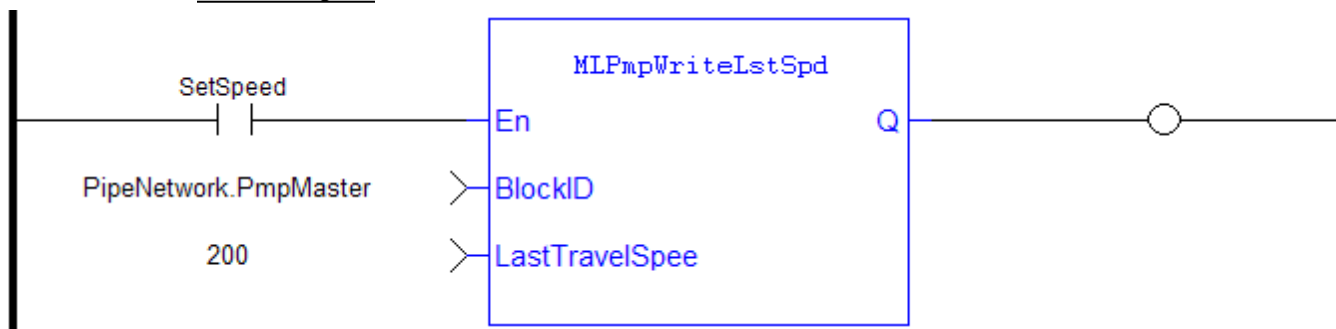 MLPmpWriteLstSpd
SetSpeed
En
Q
PipeNetwork.PmpMaster
BlockID
200
LastTravelSpee